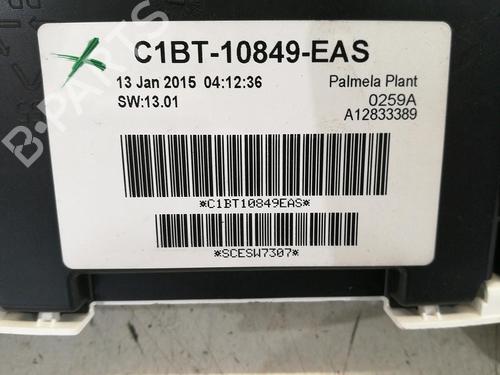 C1BT-10849-EAS
13 Jan 2015 04:12:36
Palmela Plant
SW:13.01
0259A
A12833389
*C1BT10849EAS*
*SCESW7307*
B-PARTS